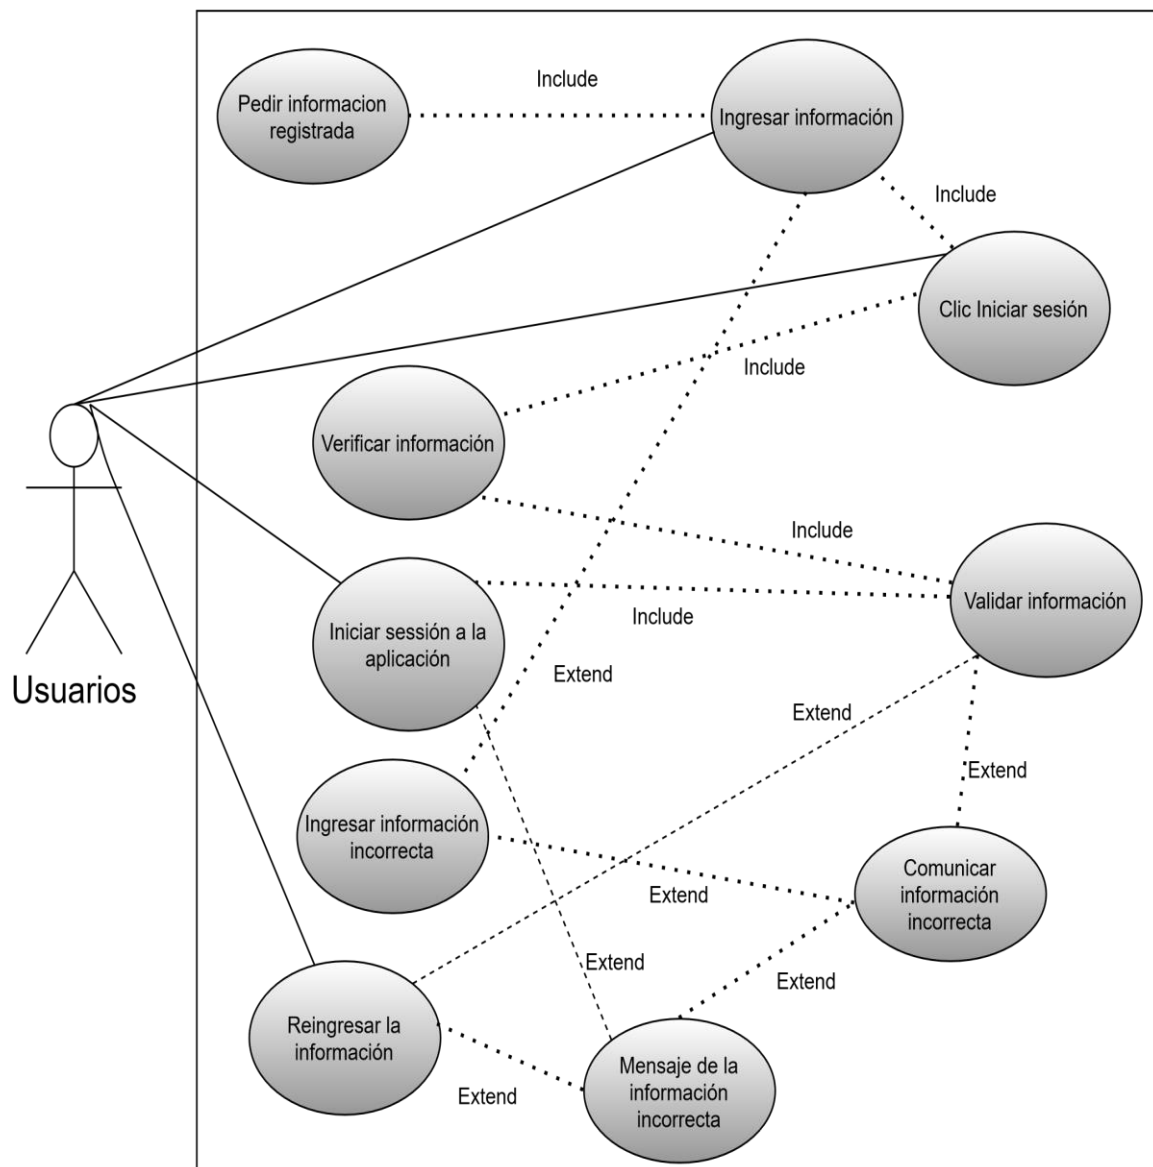 Include
Pedir informacion
registrada
Ingresar información
Include
Clic Iniciar sesión
Include
Verificar información
Include
Validar información
Iniciar sessión a la
aplicación
Include
Extend
Usuarios
Extend
Extend
Ingresar información
incorrecta
Comunicar
información
incorrecta
Extend
Extend
Extend
Reingresar la
información
Mensaje de la
información
incorrecta
Extend